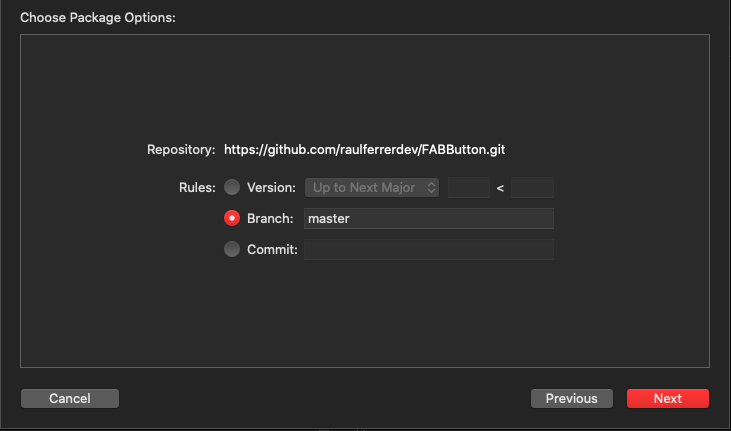 Choose Package Options:
Repository: https://github.com/raulferrerdev/FABButton.git
Rules: Version: Up to Next Major <
Branch: master
Commit:
Cancel Previous Next